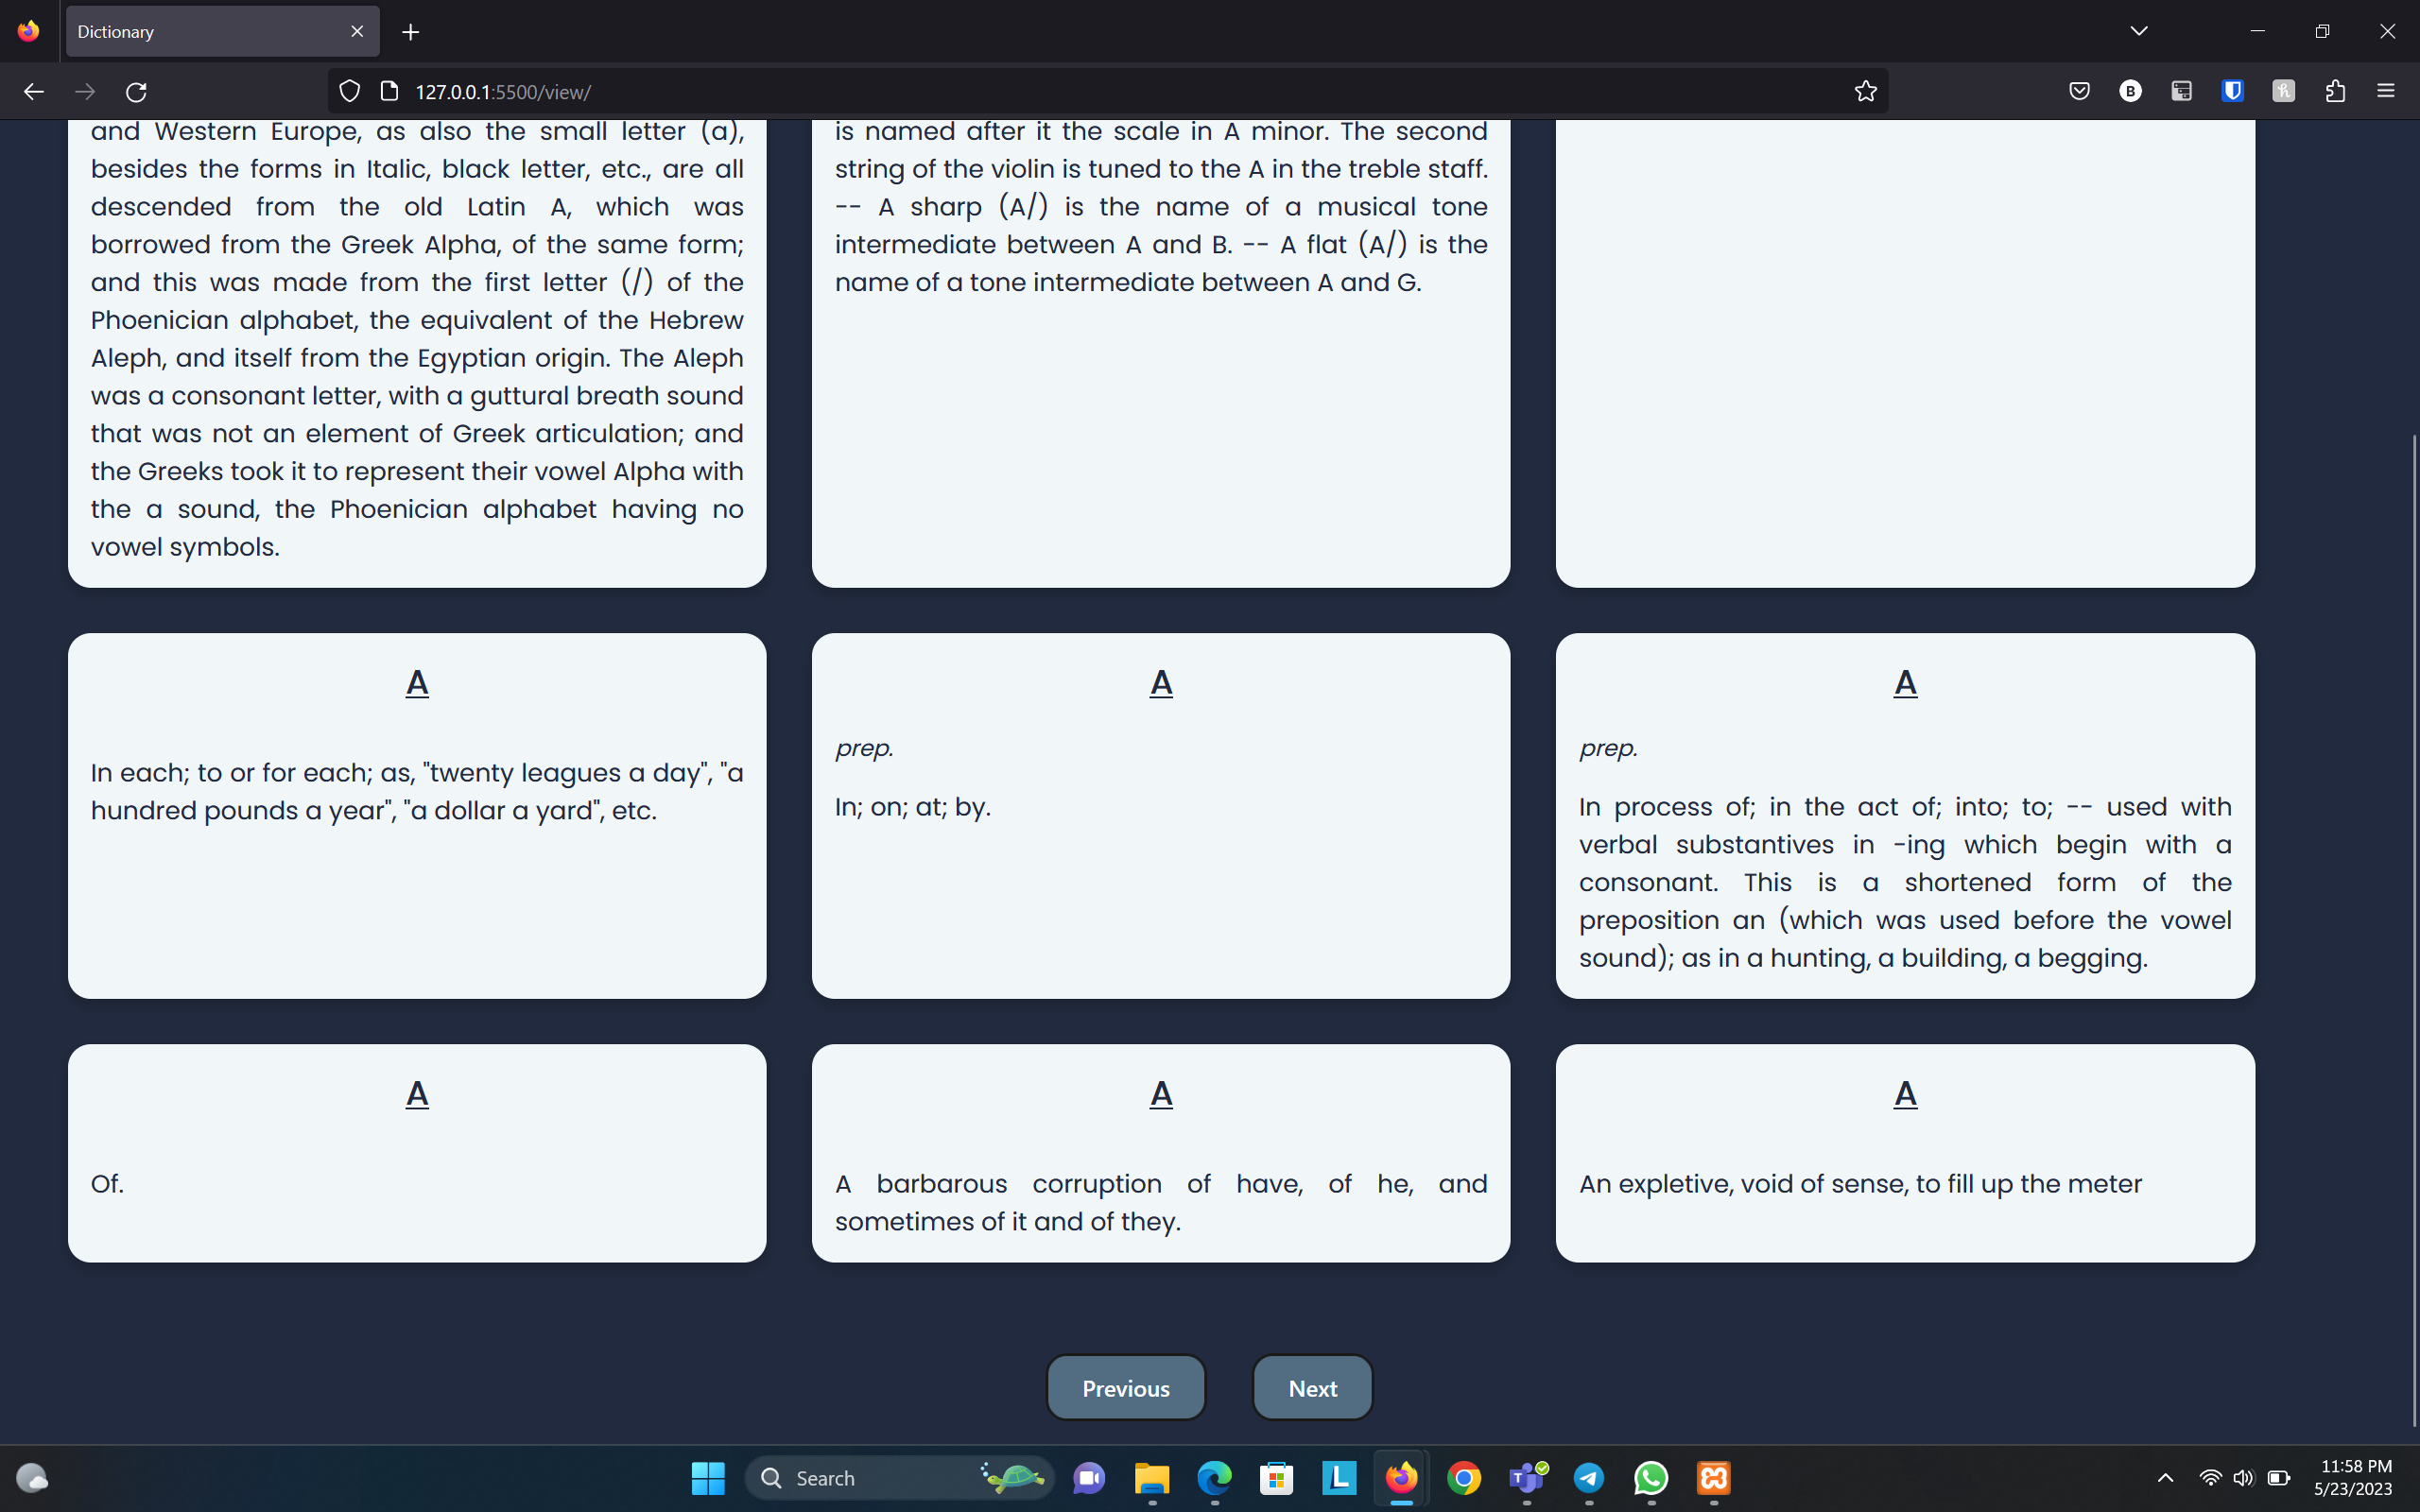 Dictionary
127.0.0.1:5500/view/
B
and Western Europe, as also the small letter (a),
besides the forms in Italic, black letter, etc., are all
descended from the old Latin A, which was
borrowed from the Greek Alpha, of the same form;
and this was made from the first letter (/) of the
Phoenician alphabet, the equivalent of the Hebrew
Aleph, and itself from the Egyptian origin. The Aleph
was a consonant letter, with a guttural breath sound
that was not an element of Greek articulation; and
the Greeks took it to represent their vowel Alpha with
the a sound, the Phoenician alphabet having no
vowel symbols.
is named after it the scale in A minor. The second
string of the violin is tuned to the A in the treble staff.
-- A sharp (A/) is the name of a musical tone
intermediate between A and B. -- A flat (A/) is the
name of a tone intermediate between A and G.
A
In each; to or for each; as, "twenty leagues a day", "a
hundred pounds a year", "a dollar a yard", etc.
A
prep.
In; on; at; by.
A
prep.
In process of; in the act of; into; to; -- used with
verbal substantives in -ing which begin with a
consonant. This is a shortened form of the
preposition an (which was used before the vowel
sound); as in a hunting, a building, a begging.
A
Of.
A
A barbarous corruption of have, of he, and
sometimes of it and of they.
A
An expletive, void of sense, to fill up the meter
Previous
Next
Search
L
T
11:58 PM
5/23/2023